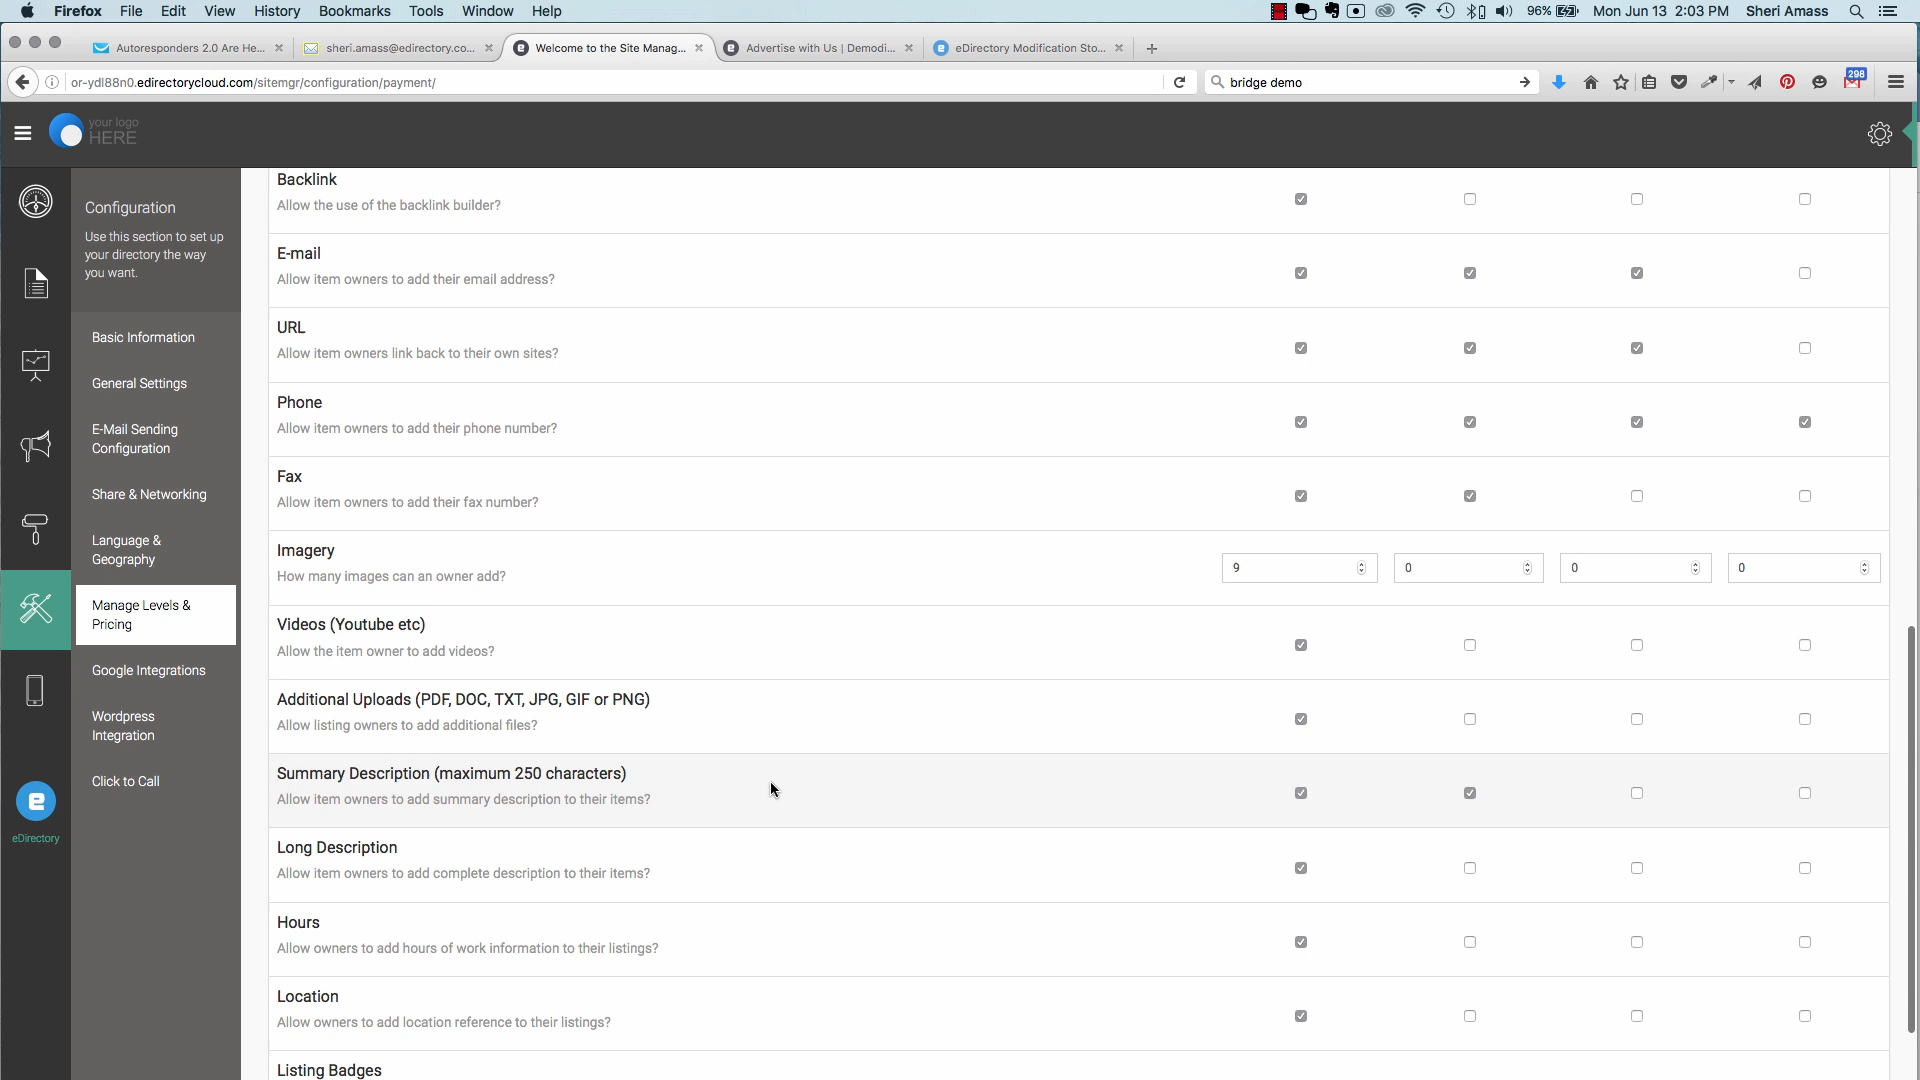 Firefox File Edit View History Bookmarks Tools Window Help 96% Mon Jun 13 2:03 PM Sheri Amass
Autoresponders 2.0 Are He... sheri.amass@edirectory.co... Welcome to the Site Manag... Advertise with Us | Demodi... eDirectory Modification Sto...
or-ydl88n0.edirectorycloud.com/sitemgr/configuration/payment/ bridge demo 298
your logo
HERE
Configuration
Use this section to set up
your directory the way
you want.
Basic Information
General Settings
E-Mail Sending
Configuration
Share & Networking
Language &
Geography
Manage Levels &
Pricing
Google Integrations
Wordpress
Integration
Click to Call
eDirectory
Backlink
Allow the use of the backlink builder?
E-mail
Allow item owners to add their email address?
URL
Allow item owners link back to their own sites?
Phone
Allow item owners to add their phone number?
Fax
Allow item owners to add their fax number?
Imagery
How many images can an owner add?
9 0 0 0
Videos (Youtube etc)
Allow the item owner to add videos?
Additional Uploads (PDF, DOC, TXT, JPG, GIF or PNG)
Allow listing owners to add additional files?
Summary Description (maximum 250 characters)
Allow item owners to add summary description to their items?
Long Description
Allow item owners to add complete description to their items?
Hours
Allow owners to add hours of work information to their listings?
Location
Allow owners to add location reference to their listings?
Listing Badges